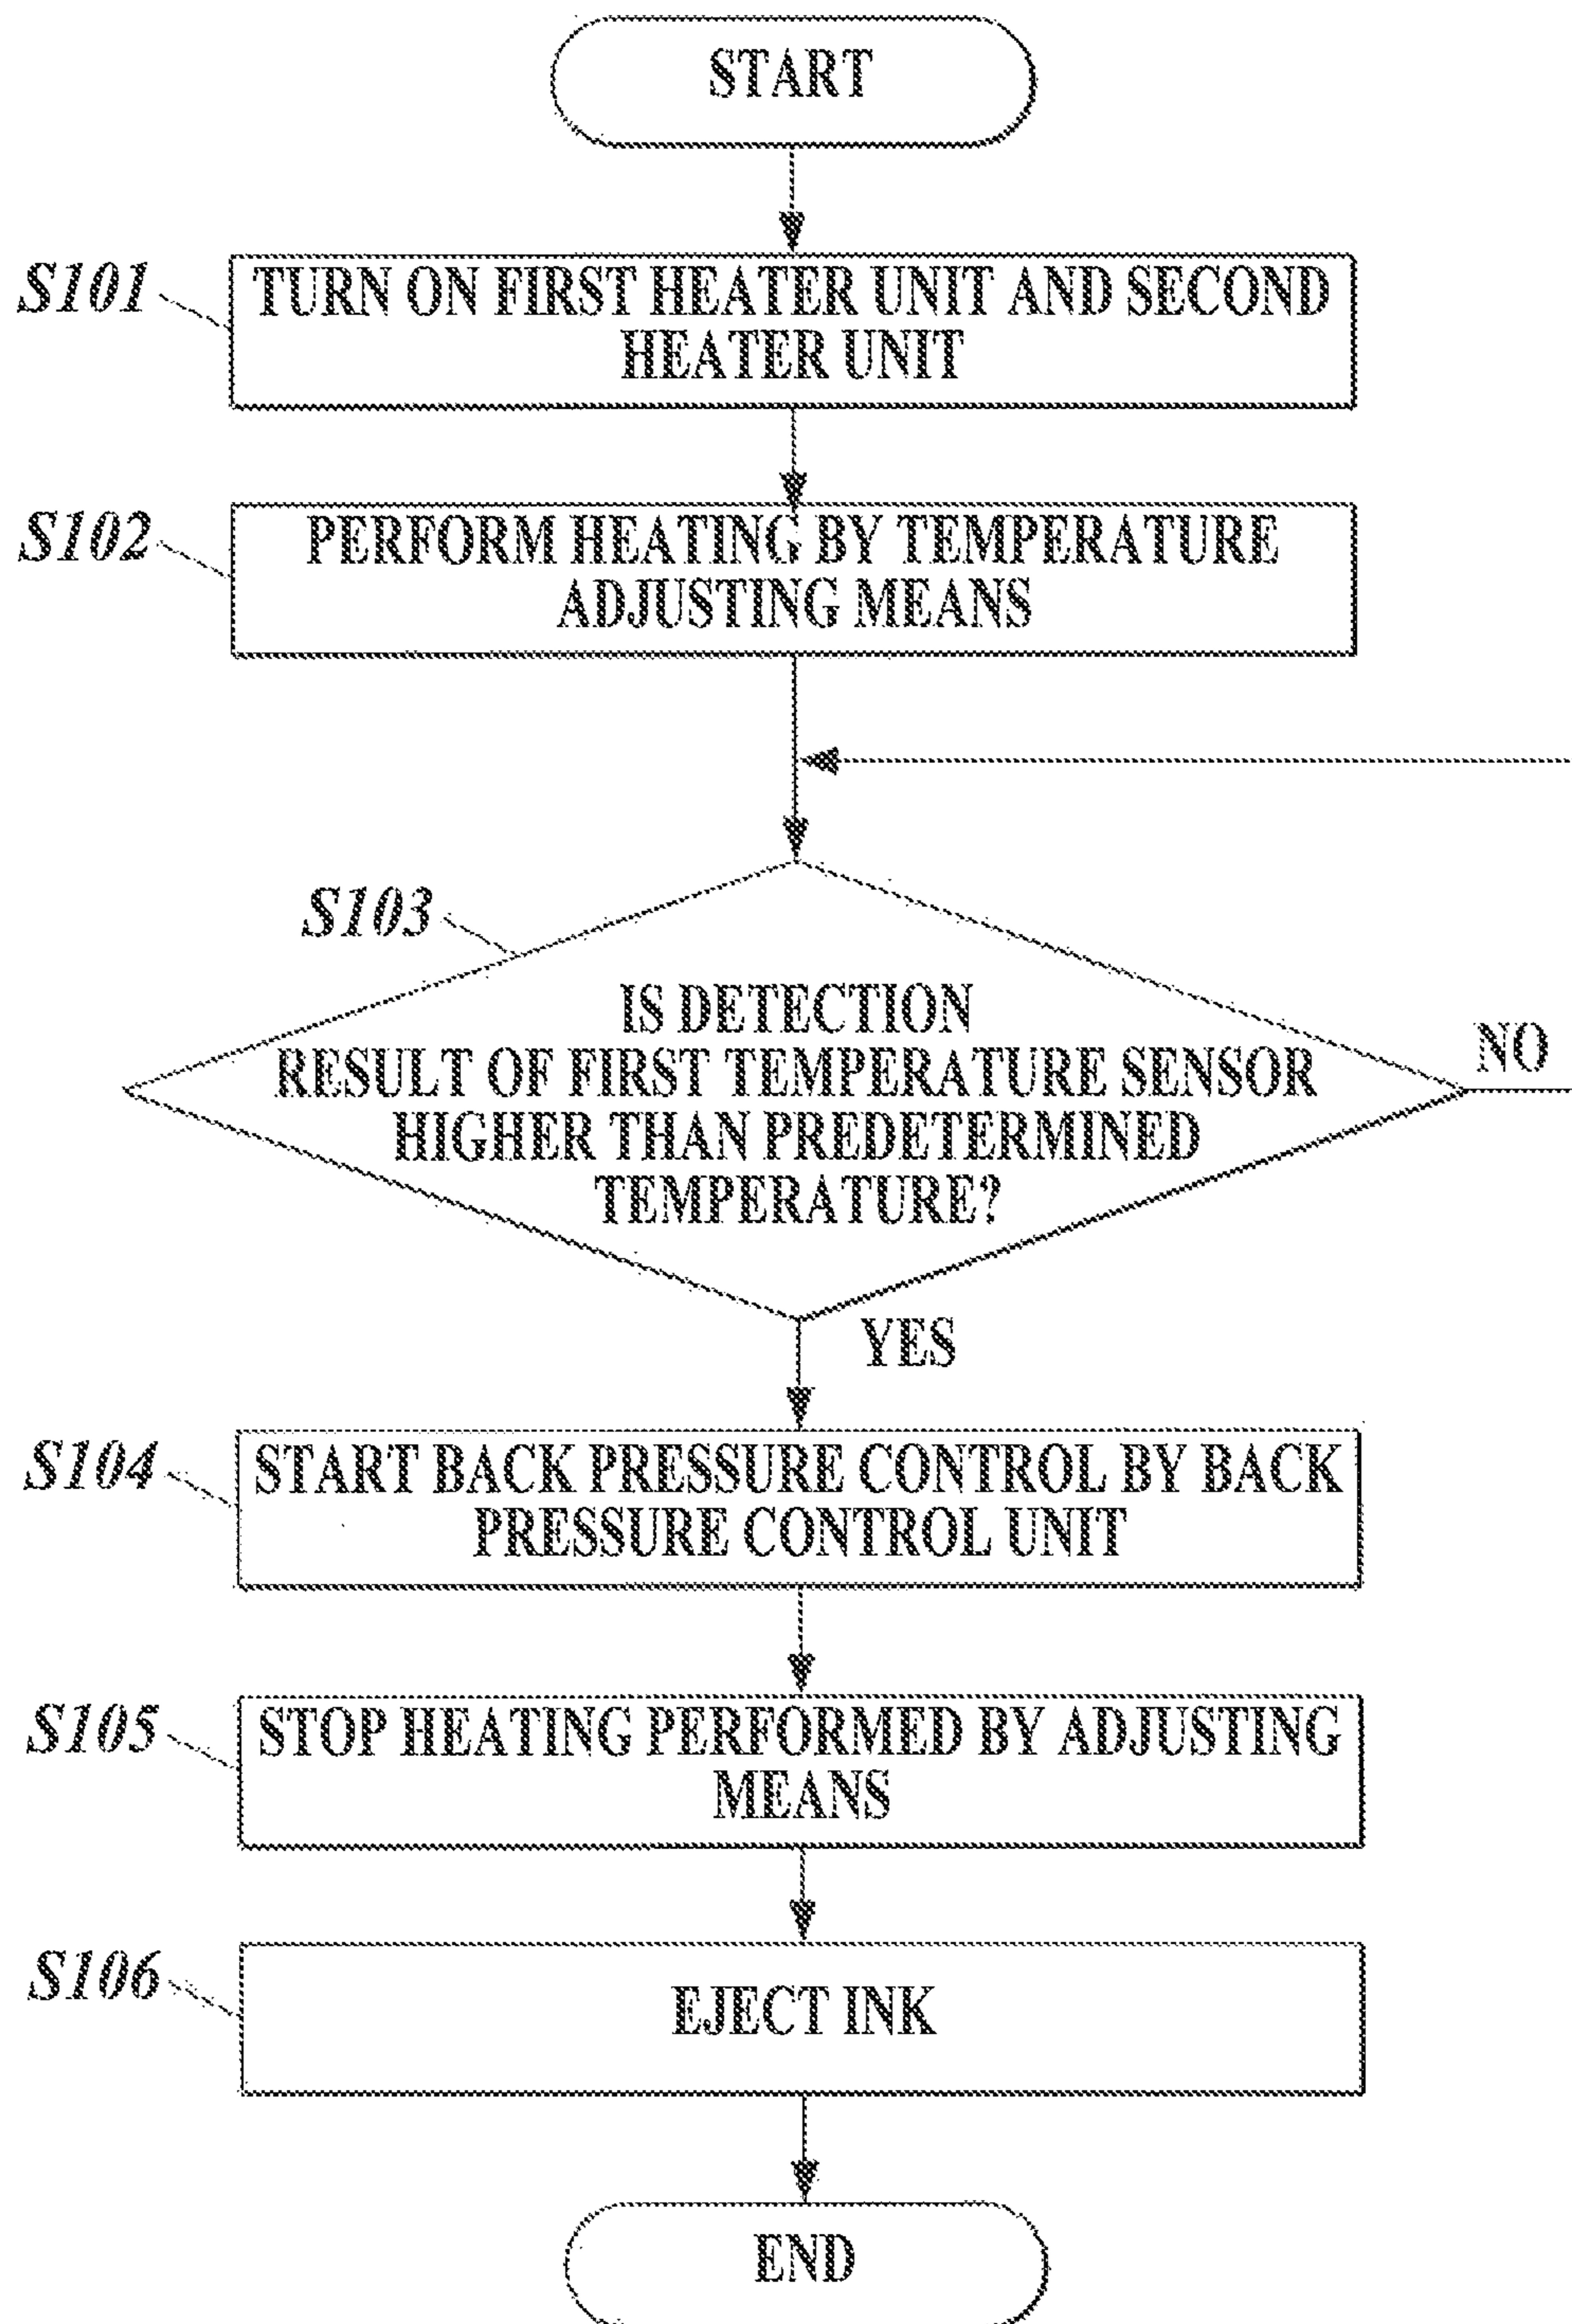 START
S101
TURN ON FIRST HEATER UNIT AND SECOND
HEATER UNIT
S102
PERFORM HEATING BY TEMPERATURE
ADJUSTING MEANS
S103
IS DETECTION
RESULT OF FIRST TEMPERATURE SENSOR
HIGHER THAN PREDETERMINED
TEMPERATURE?
NO
YES
S104
START BACK PRESSURE CONTROL BY BACK
PRESSURE CONTROL UNIT
S105
STOP HEATING PERFORMED BY ADJUSTING
MEANS
S106
EJECT INK
END